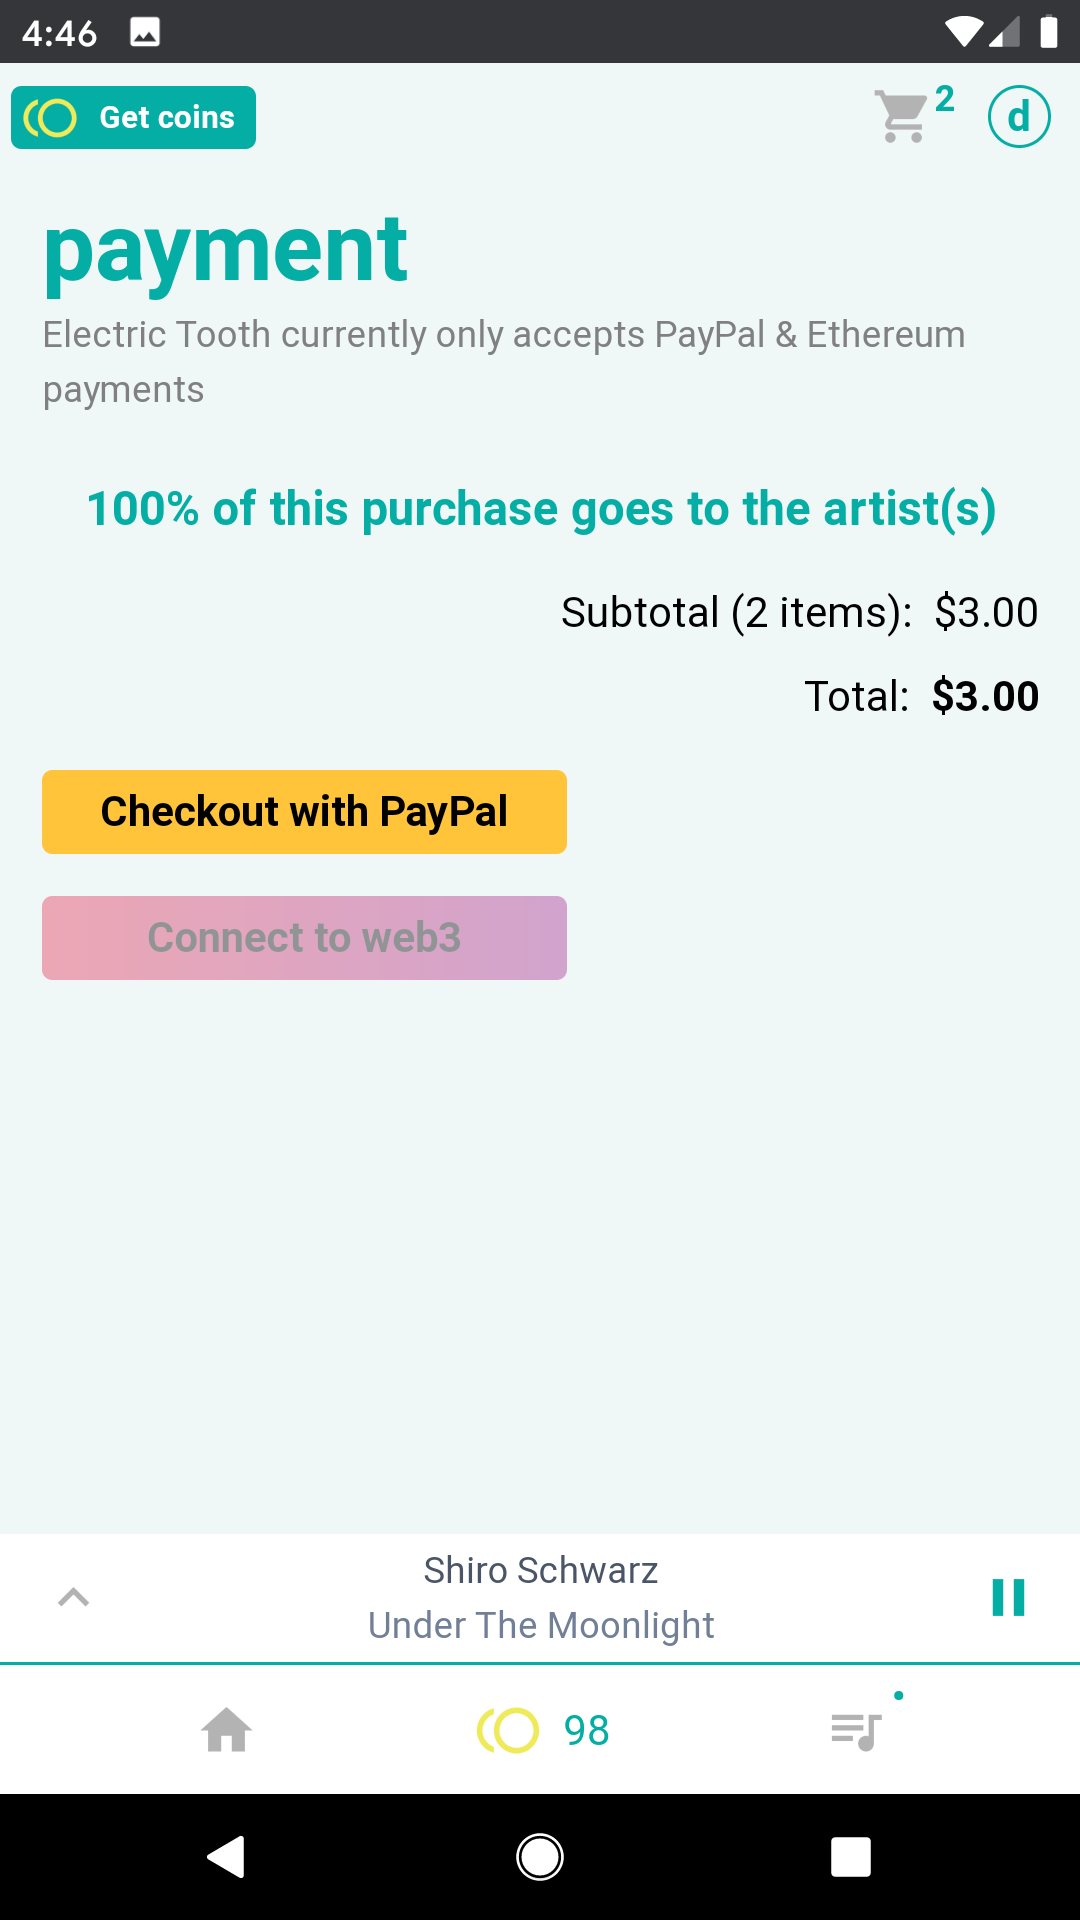 4:46
Get coins
2
d
payment
Electric Tooth currently only accepts PayPal & Ethereum
payments
100% of this purchase goes to the artist(s)
Subtotal (2 items): $3.00
Total: $3.00
Checkout with PayPal
Connect to web3
Shiro Schwarz
Under The Moonlight
98